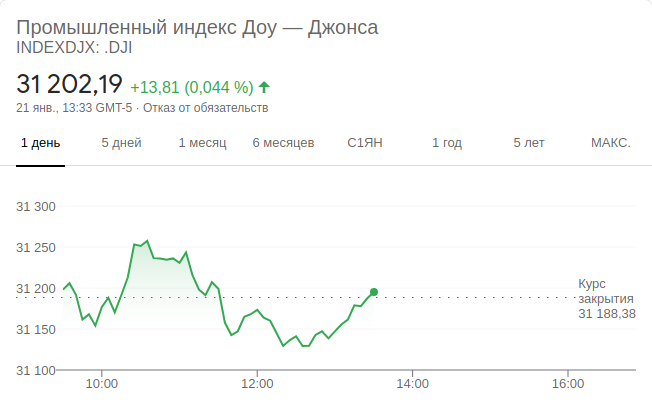 Промышленный индекс Доу — Джонса
INDEXDJX: .DJI
31 202,19 +13,81 (0,044 %)
21 янв., 13:33 GMT-5 · Отказ от обязательств
1 день 5 дней 1 месяц 6 месяцев С1ЯН 1 год 5 лет МАКС.
31 300
31 250
31 200
31 150
31 100
Курс
закрытия
31 188,38
10:00 12:00 14:00 16:00